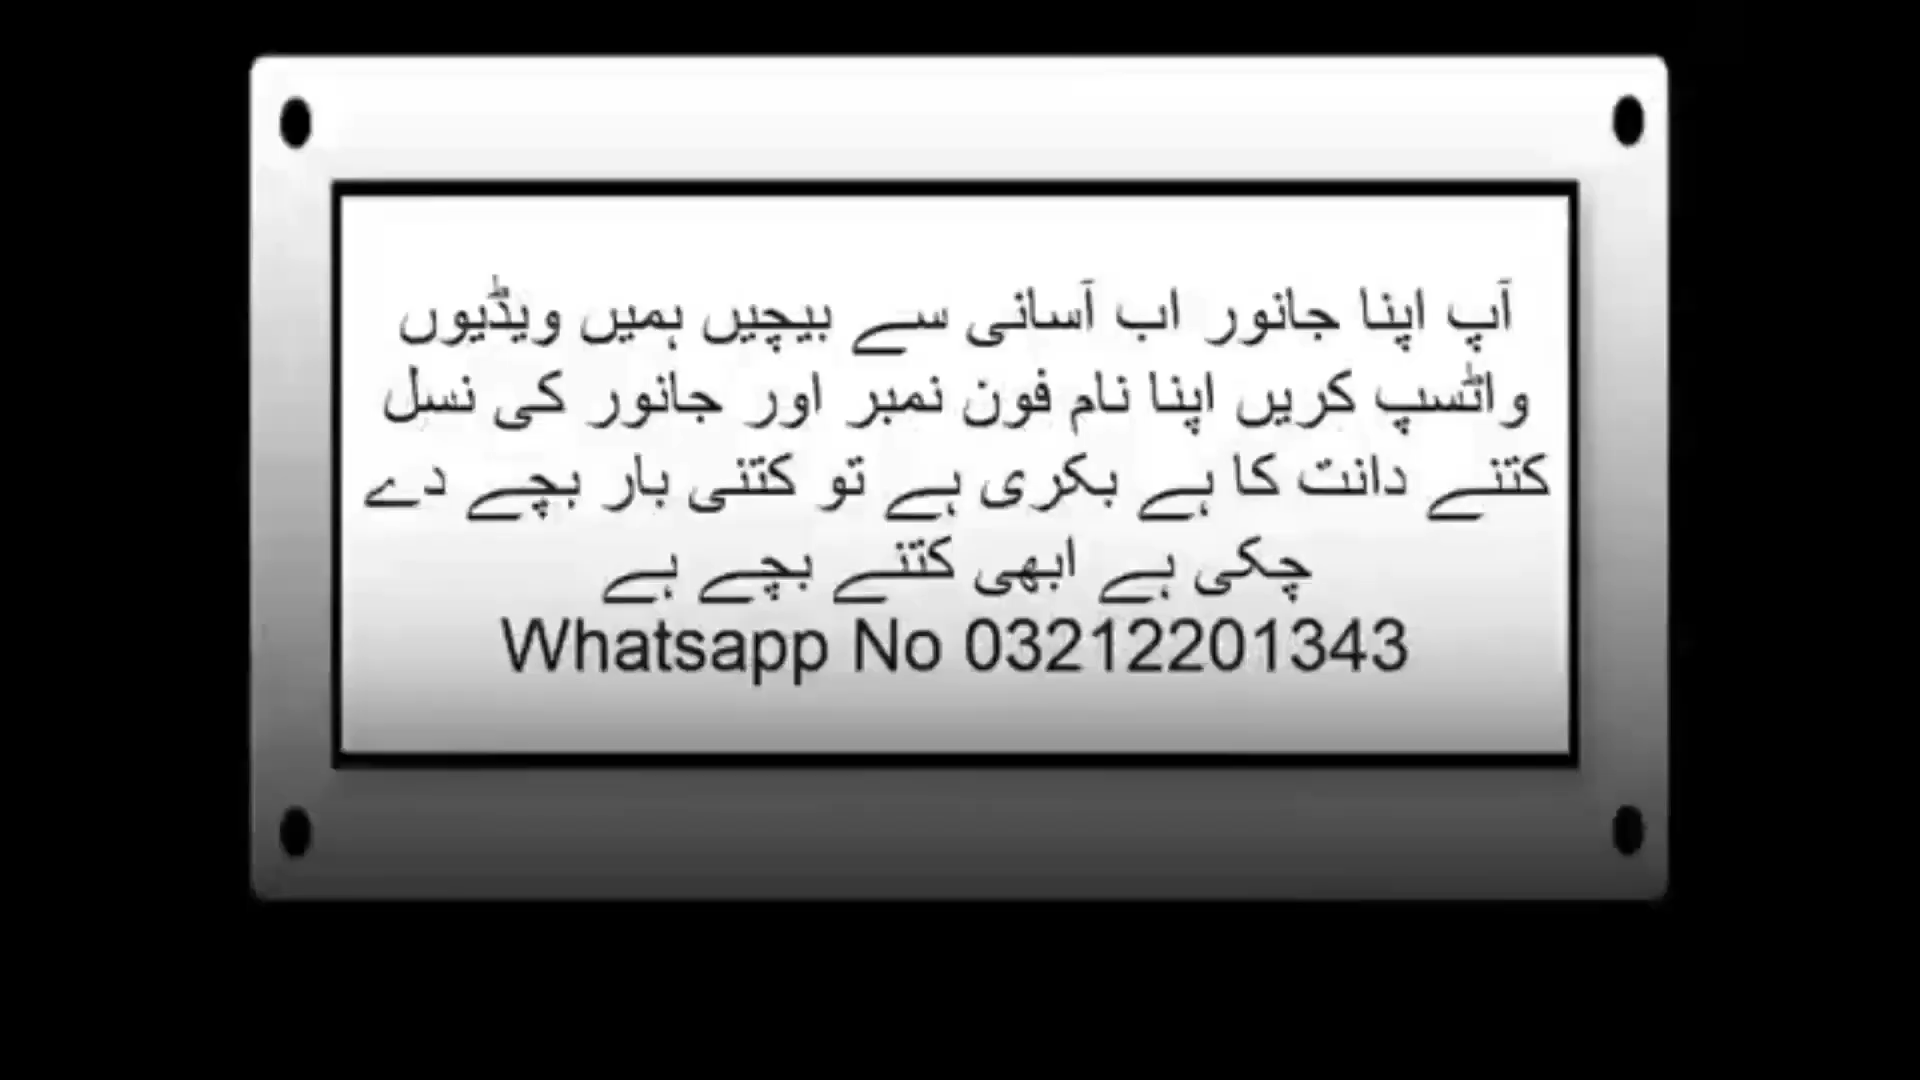 آپ اپنا جانور اب آسانی سے بیچیں ہمیں ویڈیوں
واٹسپ کریں اپنا نام فون نمبر اور جانور کی نسل
کتنے دانت کا ہے بکری ہے تو کتنی بار بچے دے
چکی ہے ابھی کتنے بچے ہے
Whatsapp No 03212201343